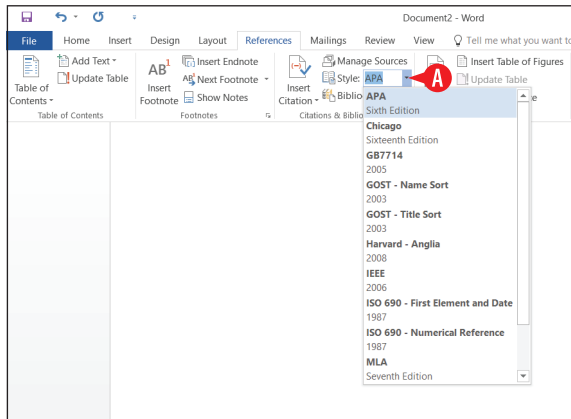 Document2 - Word
File Home Insert Design Layout References Mailings Review View Tell me what you want to
Table of
Contents
Add Text
Update Table
Table of Contents
AB1
Insert
Footnote
Insert Endnote
Next Footnote
Show Notes
Footnotes
Insert
Citation
Manage Sources
Style: APA
Biblio
Citations & Biblio
A
Insert Table of Figures
Update Table
e
APA
Sixth Edition
Chicago
Sixteenth Edition
GB7714
2005
GOST - Name Sort
2003
GOST - Title Sort
2003
Harvard - Anglia
2008
IEEE
2006
ISO 690 - First Element and Date
1987
ISO 690 - Numerical Reference
1987
MLA
Seventh Edition